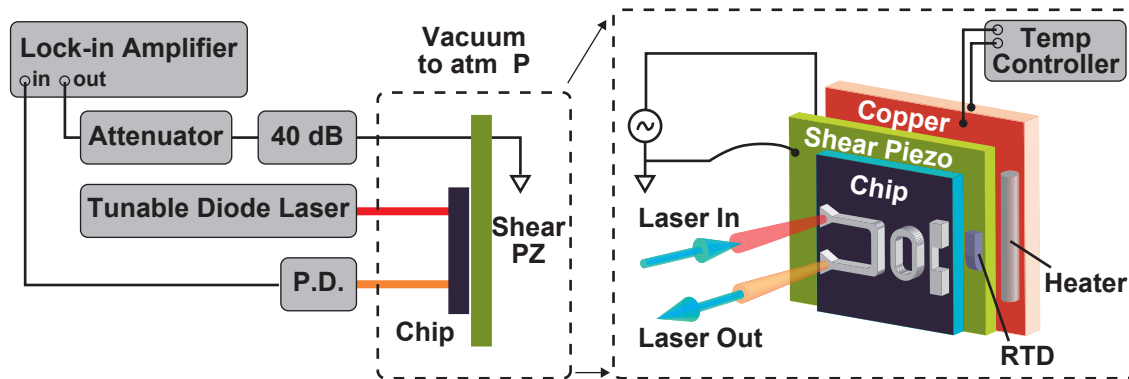 Lock-in Amplifier
in
out
Attenuator
40 dB
Tunable Diode Laser
P.D.
Vacuum
to atm P
Shear
PZ
Chip
Temp
Controller
Copper
Shear Piezo
Chip
Laser In
Laser Out
Heater
RTD